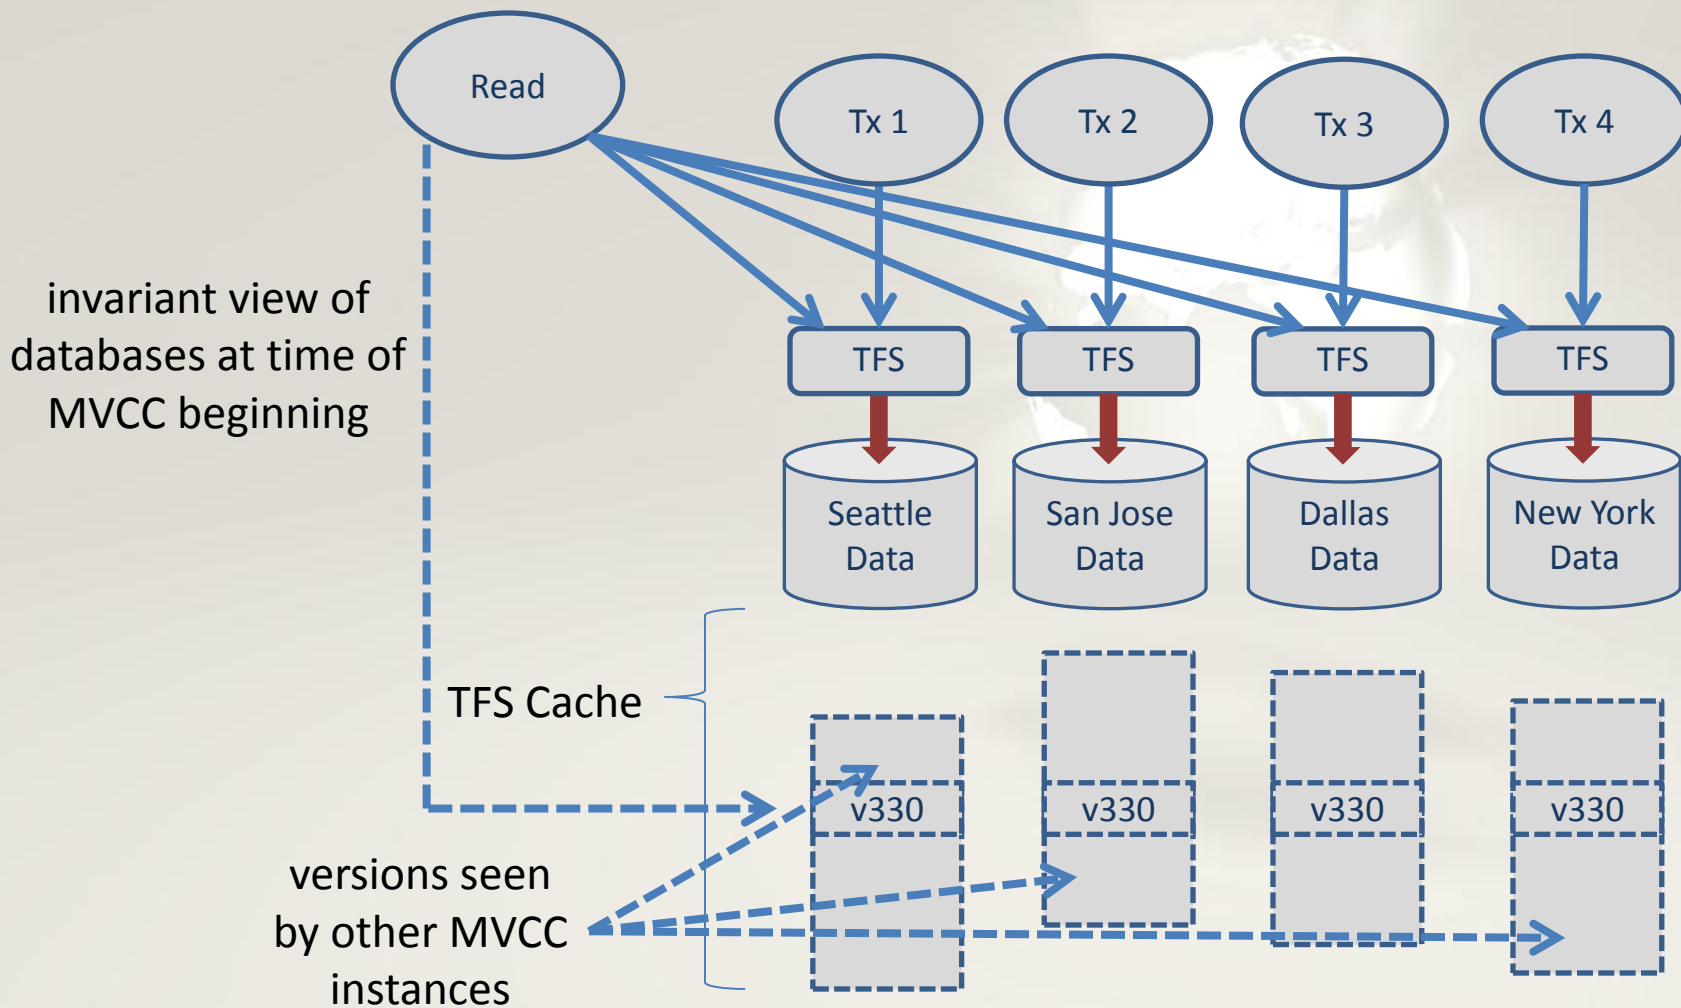 Read
Tx 1
Tx 2
Tx 3
Tx 4
invariant view of
databases at time of
MVCC beginning
TFS
TFS
TFS
TFS
Seattle
Data
San Jose
Data
Dallas
Data
New York
Data
TFS Cache
v330
v330
v330
v330
versions seen
by other MVCC
instances